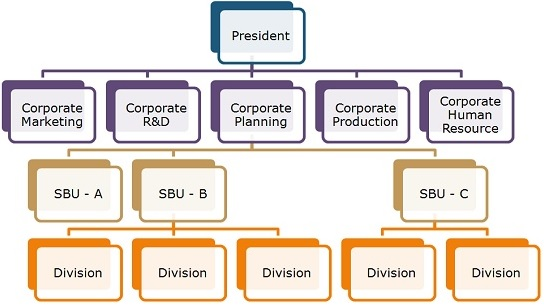 President
Corporate
Marketing
Corporate
R&D
Corporate
Planning
Corporate
Production
Corporate
Human
Resource
SBU - A
SBU - B
SBU - C
Division
Division
Division
Division
Division